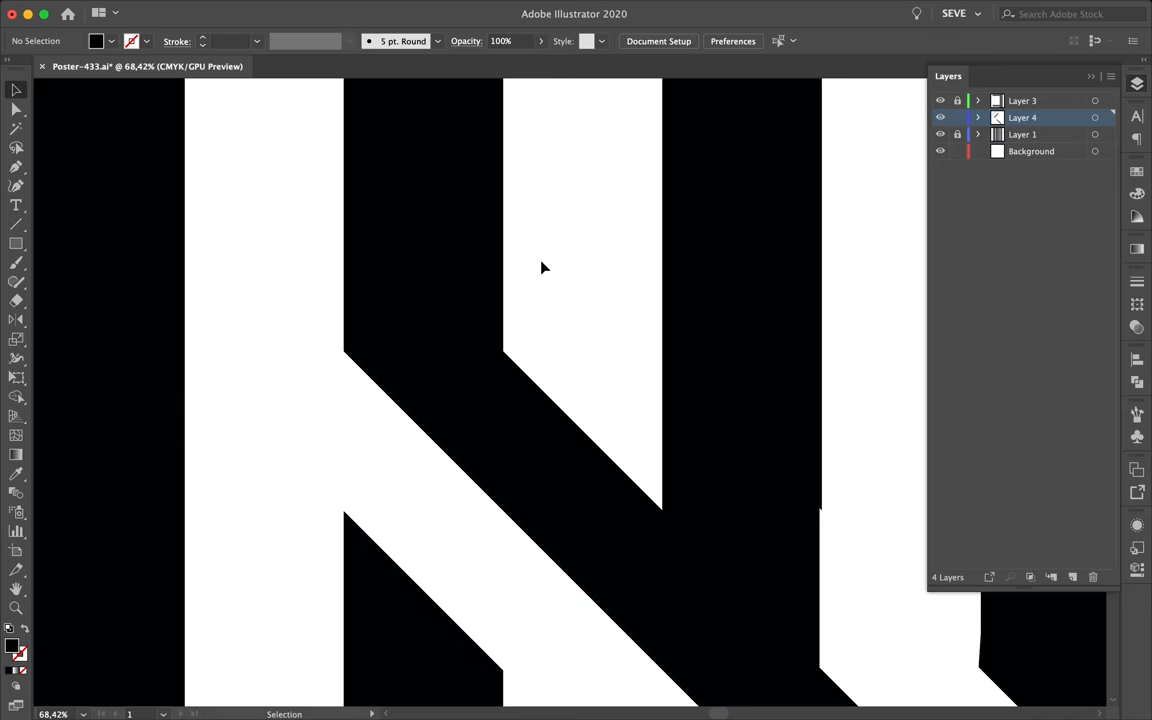 Adobe Illustrator 2020
SEVE
Search Adobe Stock
No Selection
Stroke:
5 pt. Round
Opacity:
100%
Style:
Document Setup
Preferences
× Poster-433.ai* @ 68,42% (CMYK/GPU Preview)
Layers
Layer 3
Layer 4
Layer 1
Background
4 Layers
68,42%
1
Selection